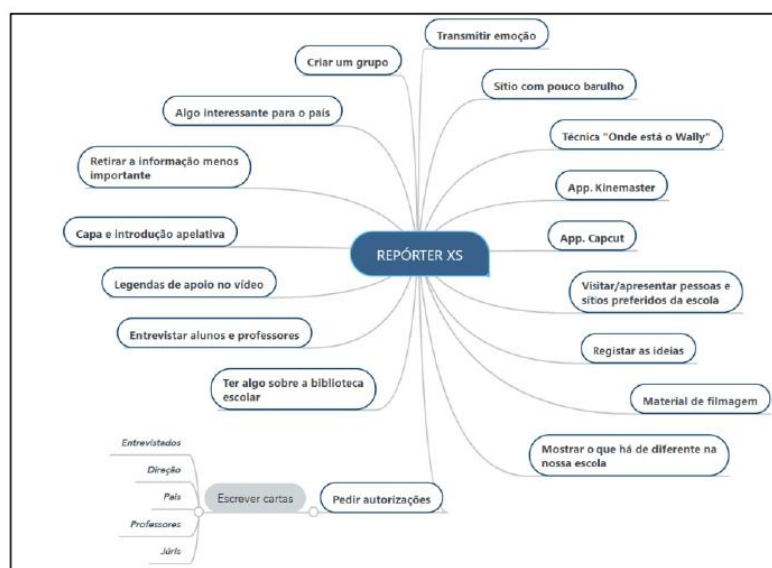 Transmitir emoção
Criar um grupo
Sítio com pouco barulho
Algo interessante para o país
Técnica "Onde está o Wally"
Retirar a informação menos
importante
App. Kinemaster
Capa e introdução apelativa
App. Capcut
REPÓRTER XS
Legendas de apoio no vídeo
Visitar/apresentar pessoas e
sítios preferidos da escola
Entrevistar alunos e professores
Registar as ideias
Ter algo sobre a biblioteca
escolar
Material de filmagem
Mostrar o que há de diferente na
nossa escola
Entrevistados
Direção
Pais
Professores
Júris
Escrever cartas
Pedir autorizações